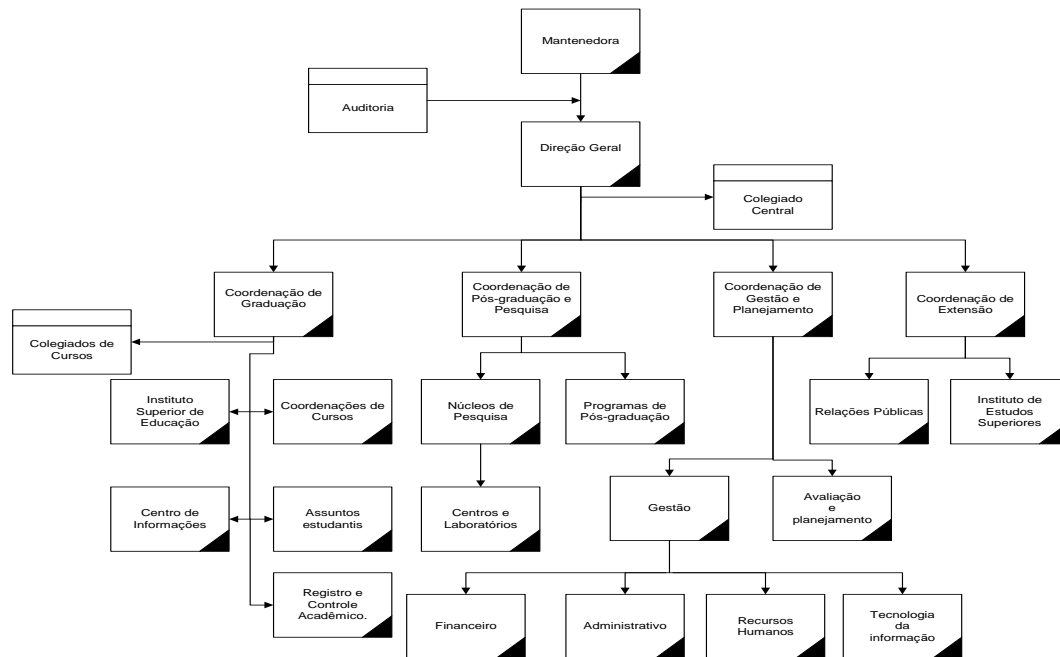 Mantenedora
Auditoria
Direção Geral
Colegiado
Central
Coordenação de
Graduação
Coordenação de
Pós-graduação e
Pesquisa
Coordenação de
Gestão e
Planejamento
Coordenação de
Extensão
Colegiados de
Cursos
Instituto
Superior de
Educação
Coordenações de
Cursos
Núcleos de
Pesquisa
Programas de
Pós-graduação
Relações Públicas
Instituto de
Estudos
Superiores
Centro de
Informações
Assuntos
estudantis
Centros e
Laboratórios
Gestão
Avaliação
e
planejamento
Registro e
Controle
Acadêmico.
Financeiro
Administrativo
Recursos
Humanos
Tecnologia
da
informação